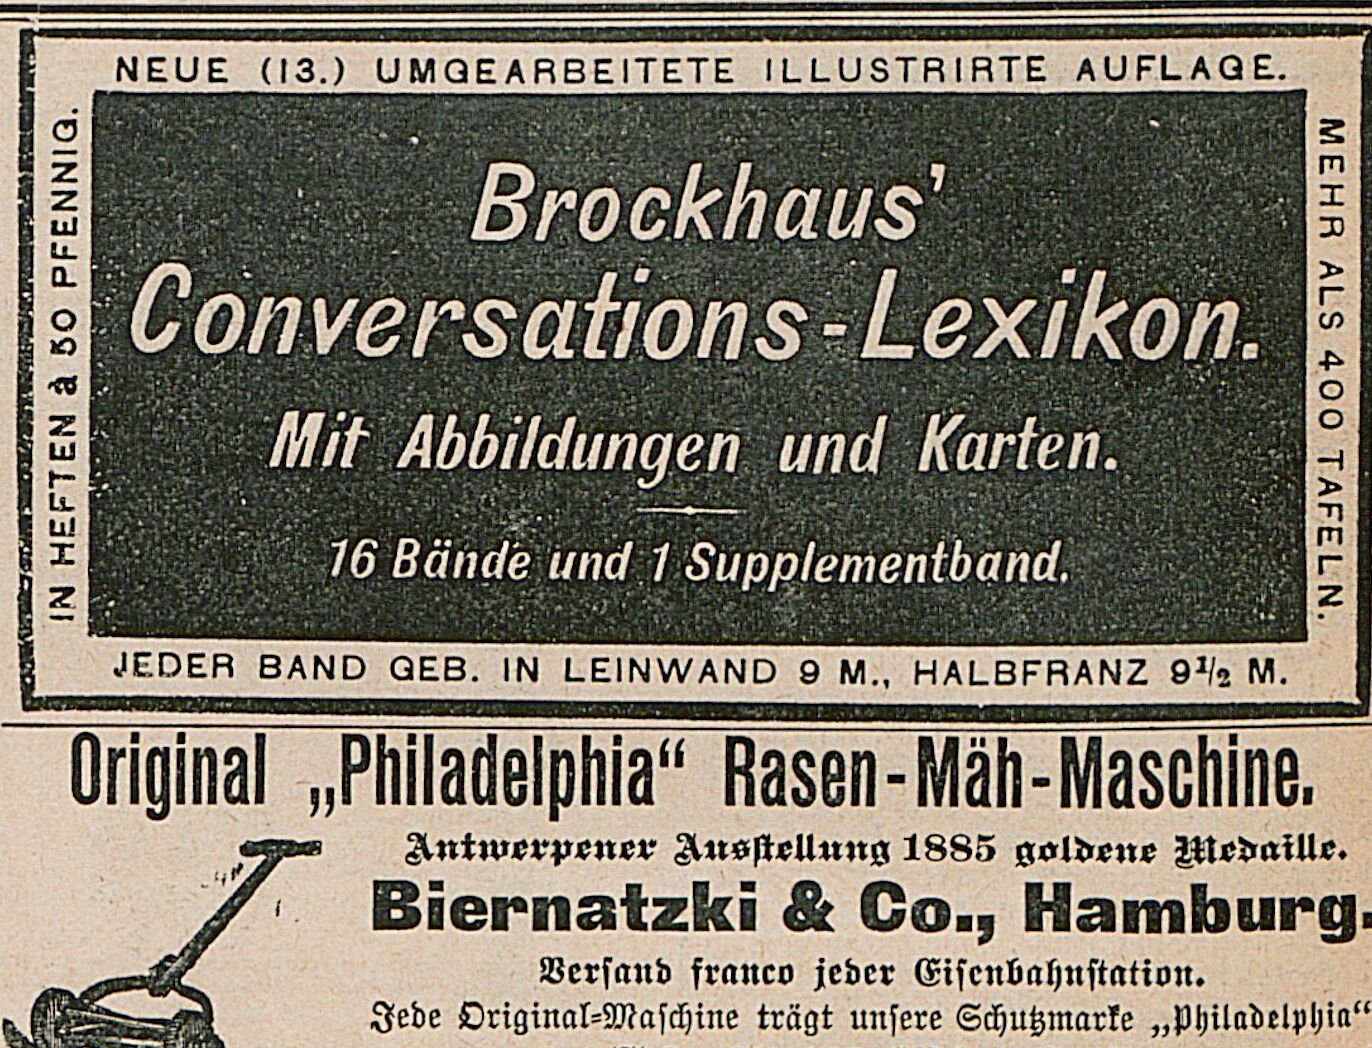 NEUE (13.) UMGEARBEITETE ILLUSTRIRTE AUFLAGE.
IN HEFTEN à 50 PFENNIG.
Brockhaus'
Conversations-Lexikon.
Mit Abbildungen und Karten.
16 Bände und 1 Supplementband.
MEHR ALS 400 TAFELN.
JEDER BAND GEB. IN LEINWAND 9 M., HALBFRANZ 9½ M.
Original „Philadelphia“ Rasen-Mäh-Maschine.
Antwerpener Ausſtellung 1885 goldene Medaille.
Biernatzki & Co., Hamburg
Verſand franco jeder Eiſenbahnſtation.
Jede Original-Maſchine trägt unſere Schutzmarke „Philadelphia“